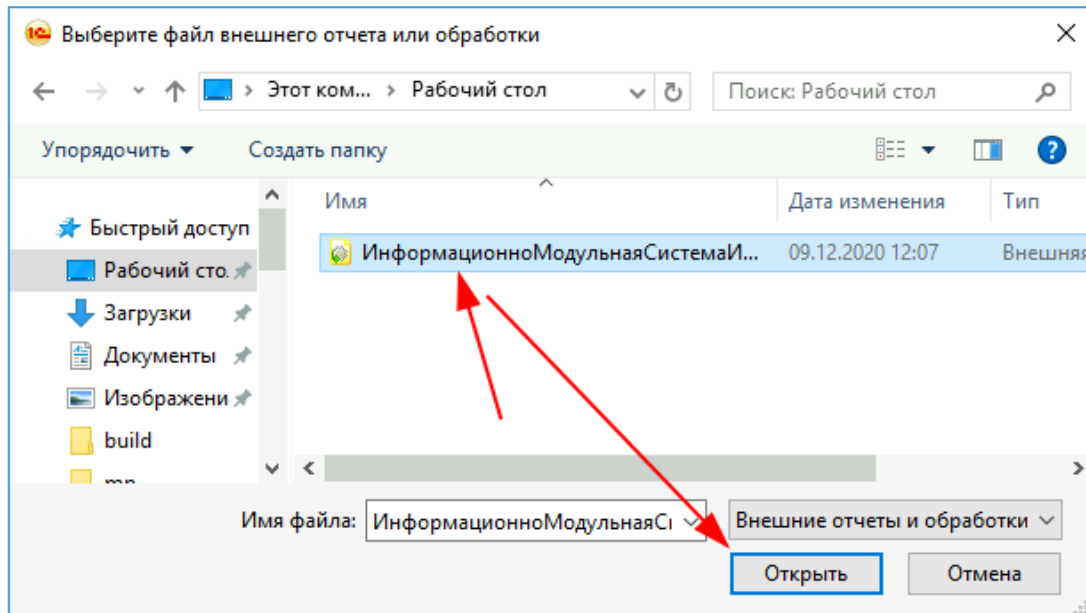 1С Выберите файл внешнего отчета или обработки
Этот ком... Рабочий стол Поиск: Рабочий стол
Упорядочить Создать папку
Имя Дата изменения Тип
Быстрый доступ
ИнформационноМодульнаяСистемаИ... 09.12.2020 12:07 Внешняя
Рабочий сто.
Загрузки
Документы
Изображени
build
Имя файла: ИнформационноМодульнаяСи Внешние отчеты и обработки
Открыть Отмена